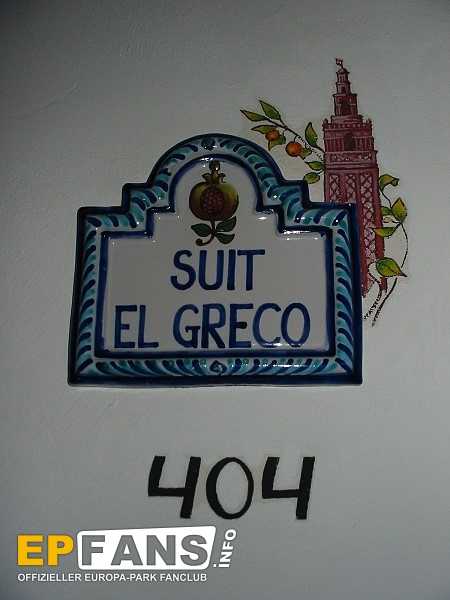 SUIT
EL GRECO
404
EPFANS.INFO
OFFIZIELLER EUROPA-PARK FANCLUB